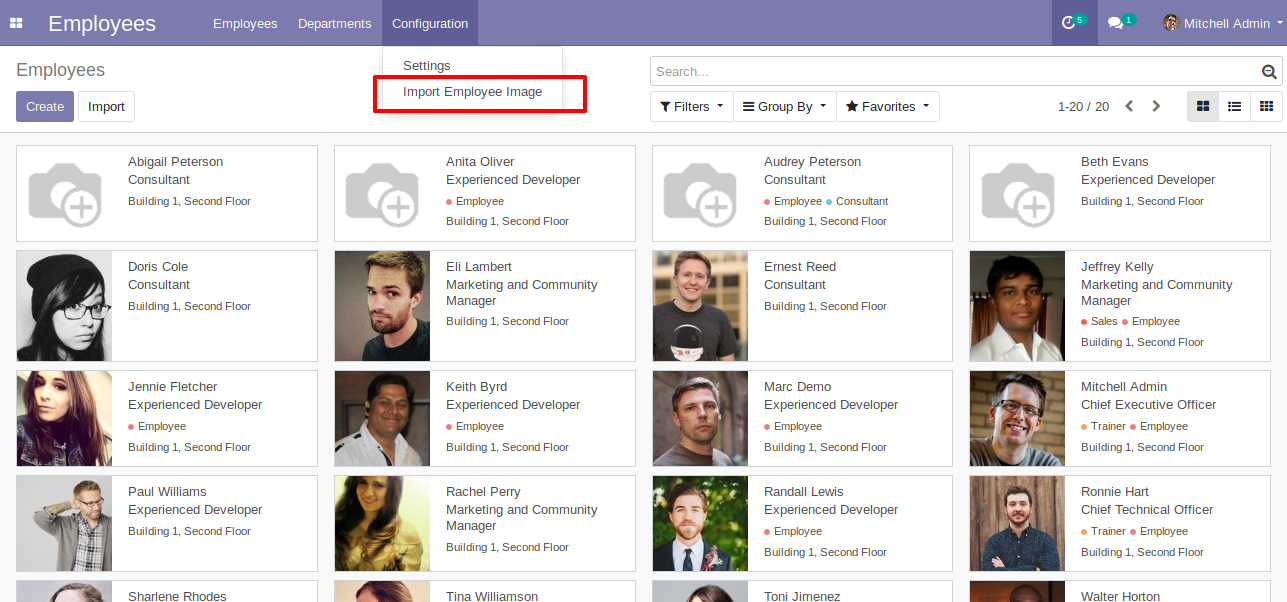 Employees
Employees Departments Configuration
5
1
Mitchell Admin
Employees
Settings
Import Employee Image
Search...
Create Import
Filters Group By Favorites
1-20 / 20
Abigail Peterson
Consultant
Building 1, Second Floor
Anita Oliver
Experienced Developer
Employee
Building 1, Second Floor
Audrey Peterson
Consultant
Employee Consultant
Building 1, Second Floor
Beth Evans
Experienced Developer
Building 1, Second Floor
Doris Cole
Consultant
Building 1, Second Floor
Eli Lambert
Marketing and Community
Manager
Building 1, Second Floor
Ernest Reed
Consultant
Building 1, Second Floor
Jeffrey Kelly
Marketing and Community
Manager
Sales Employee
Building 1, Second Floor
Jennie Fletcher
Experienced Developer
Employee
Building 1, Second Floor
Keith Byrd
Experienced Developer
Employee
Building 1, Second Floor
Marc Demo
Experienced Developer
Employee
Building 1, Second Floor
Mitchell Admin
Chief Executive Officer
Trainer Employee
Building 1, Second Floor
Paul Williams
Experienced Developer
Building 1, Second Floor
Rachel Perry
Marketing and Community
Manager
Building 1, Second Floor
Randall Lewis
Experienced Developer
Employee
Building 1, Second Floor
Ronnie Hart
Chief Technical Officer
Trainer Employee
Building 1, Second Floor
Sharlene Rhodes
Tina Williamson
Toni Jimenez
Walter Horton